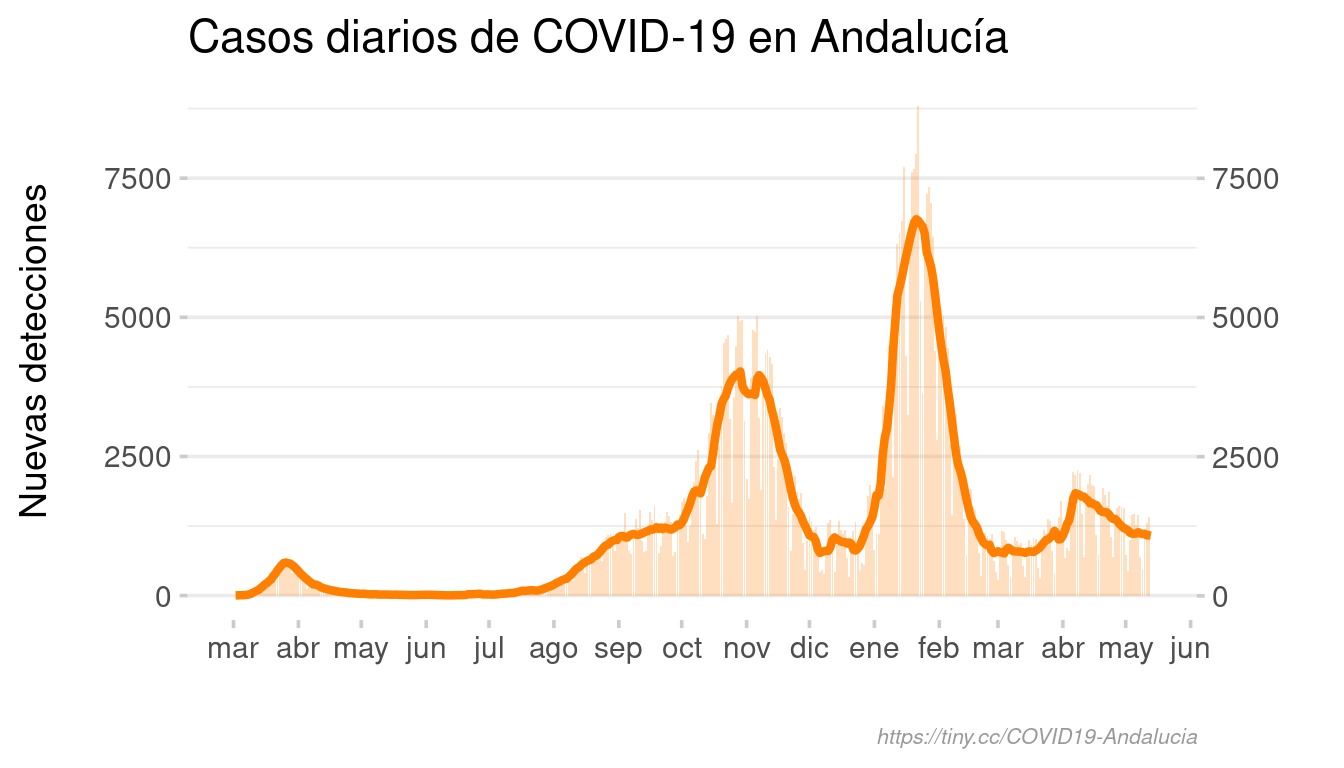 Casos diarios de COVID-19 en Andalucía
Nuevas detecciones
7500 7500
5000 5000
2500 2500
0 0
mar abr may jun jul ago sep oct nov dic ene feb mar abr may jun
https://tiny.cc/COVID19-Andalucia